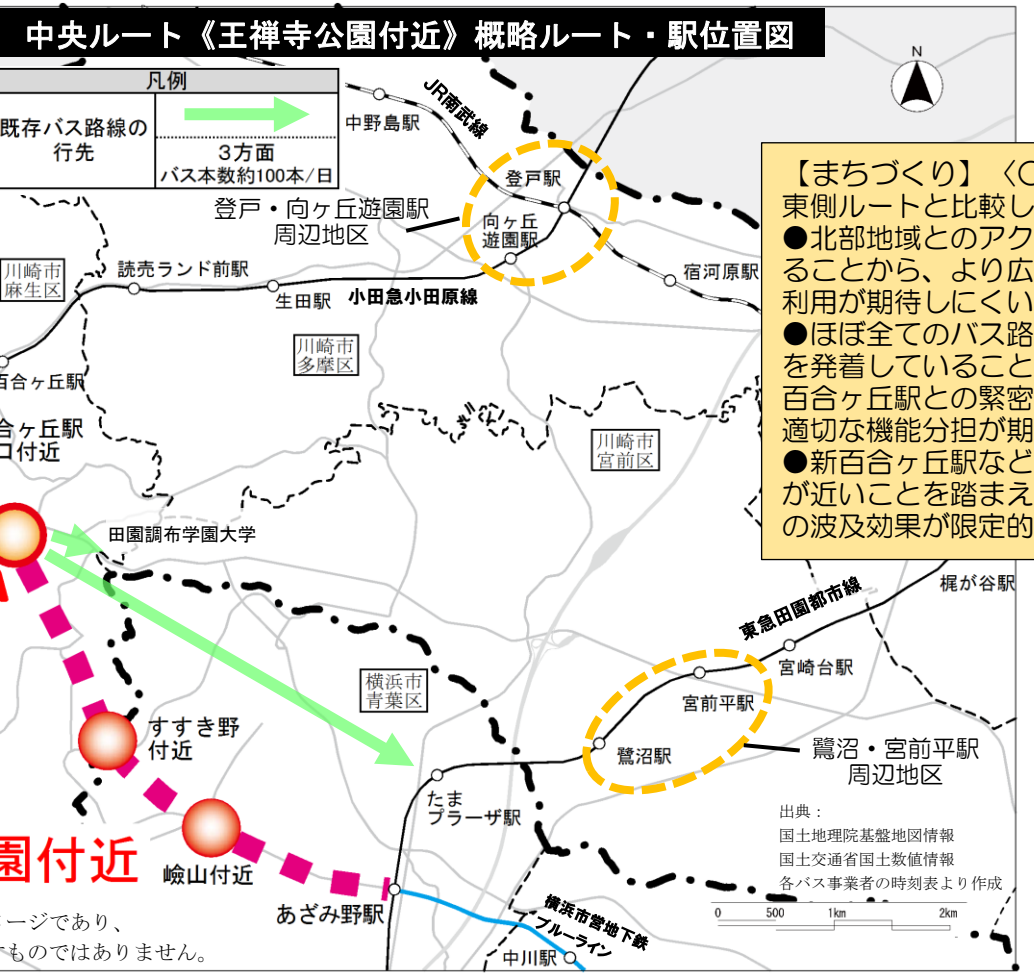 中央ルート《王禅寺公園付近》概略ルート・駅位置図
凡例
既存バス路線の
行先
3方面
バス本数約100本/日
N
中野島駅
JR南武線
登戸駅
登戸・向ヶ丘遊園駅
周辺地区
向ヶ丘
遊園駅
宿河原駅
川崎市
麻生区
読売ランド前駅
生田駅
小田急小田原線
川崎市
多摩区
百合ヶ丘駅
合ヶ丘駅
口付近
川崎市
宮前区
【まちづくり】〈
東側ルートと比較し
●北部地域とのアク
ることから、より広
利用が期待しにくい
●ほぼ全てのバス路
を発着していること
百合ヶ丘駅との緊密
適切な機能分担が期
●新百合ヶ丘駅など
が近いことを踏まえ
の波及効果が限定的
田園調布学園大学
梶が谷駅
東急田園都市線
宮崎台駅
宮前平駅
横浜市
青葉区
鷺沼駅
鷺沼・宮前平駅
周辺地区
すすき野
付近
たま
プラーザ駅
出典：
国土地理院基盤地図情報
国土交通省国土数値情報
各バス事業者の時刻表より作成
園付近
嶮山付近
あざみ野駅
横浜市営地下鉄
ブルーライン
中川駅
0 500 1km 2km
ージであり、
ものではありません。